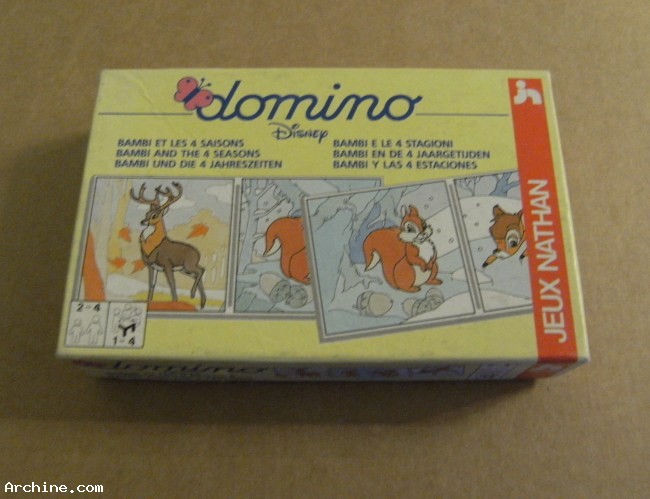 domino
Disney
BAMBI ET LES 4 SAISONS
BAMBI AND THE 4 SEASONS
BAMBI UND DIE 4 JAHRESZEITEN
BAMBI E LE 4 STAGIONI
BAMBI EN DE 4 JAARGETIJDEN
BAMBI Y LAS 4 ESTACIONES
JEUX NATHAN
2-4
1-4
domino
Archine.com